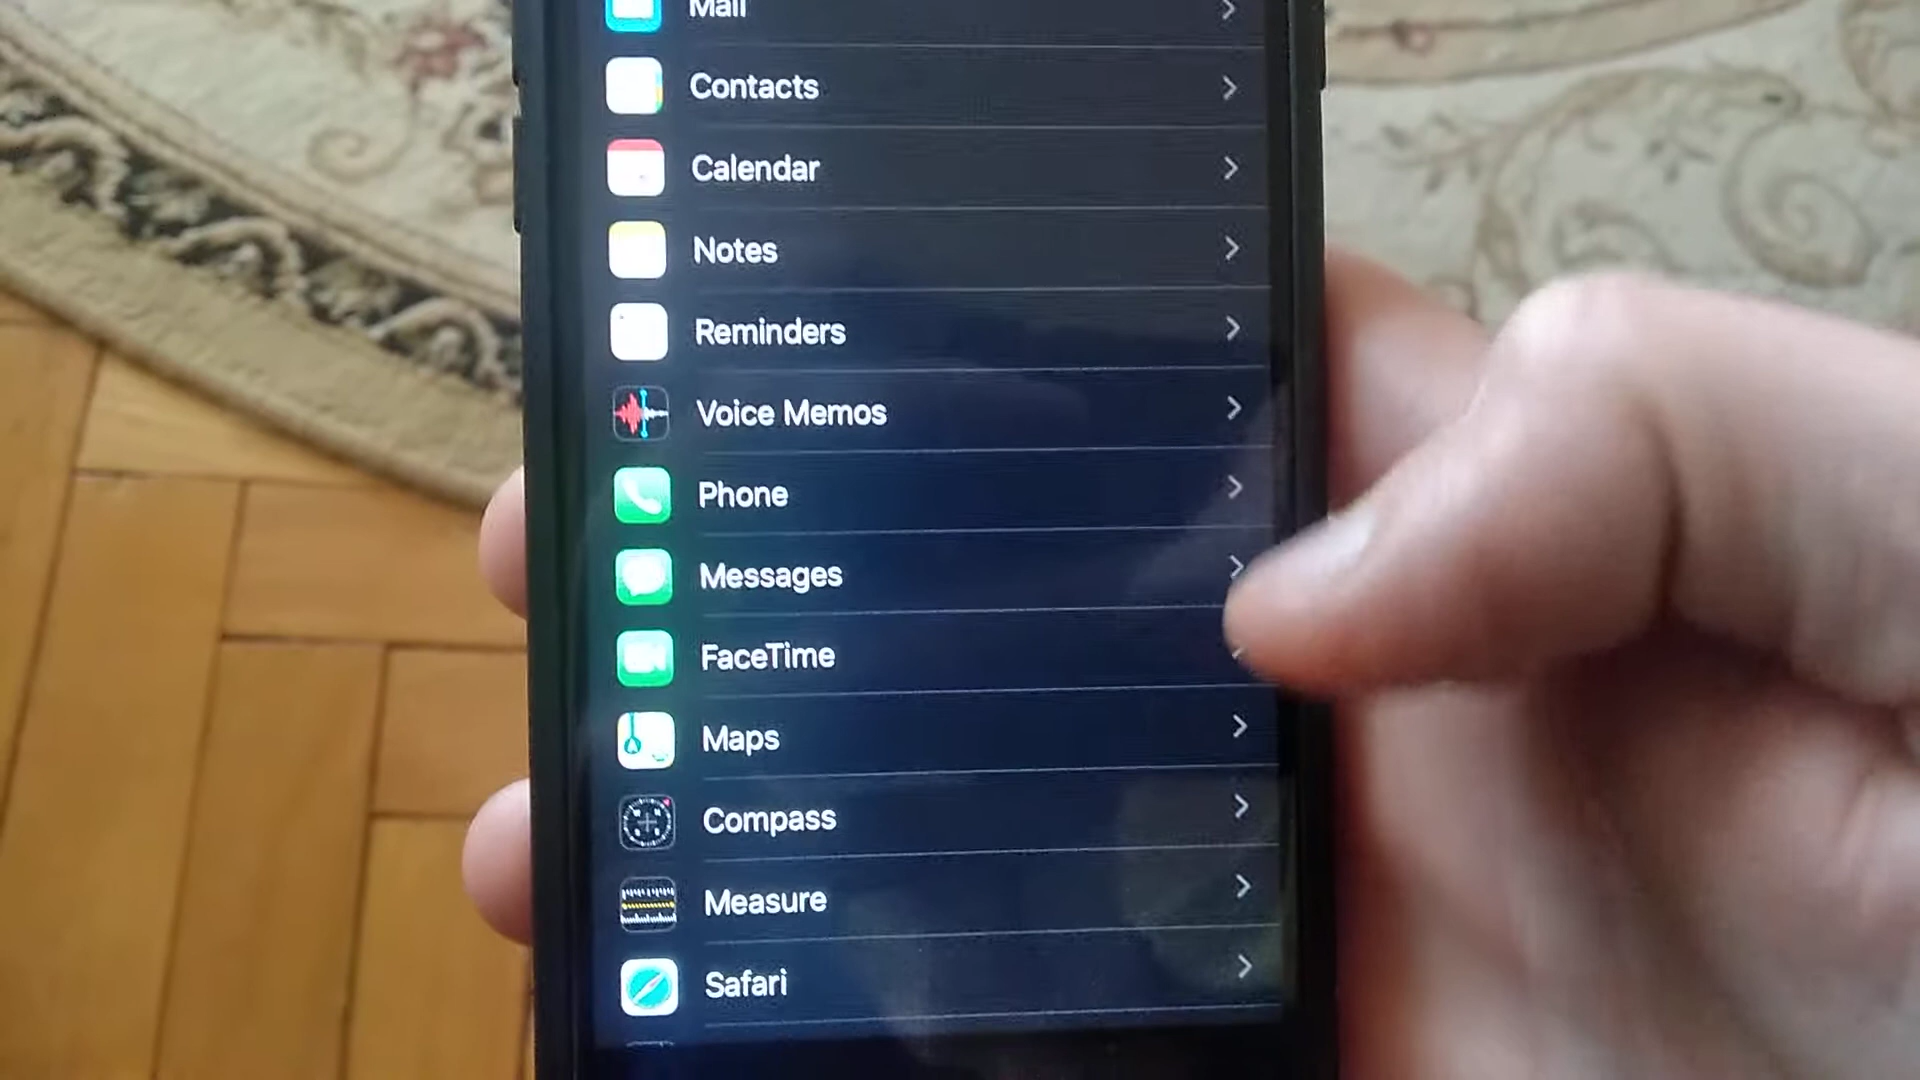 Mail
Contacts
Calendar
Notes
Reminders
Voice Memos
Phone
Messages
FaceTime
Maps
Compass
Measure
Safari